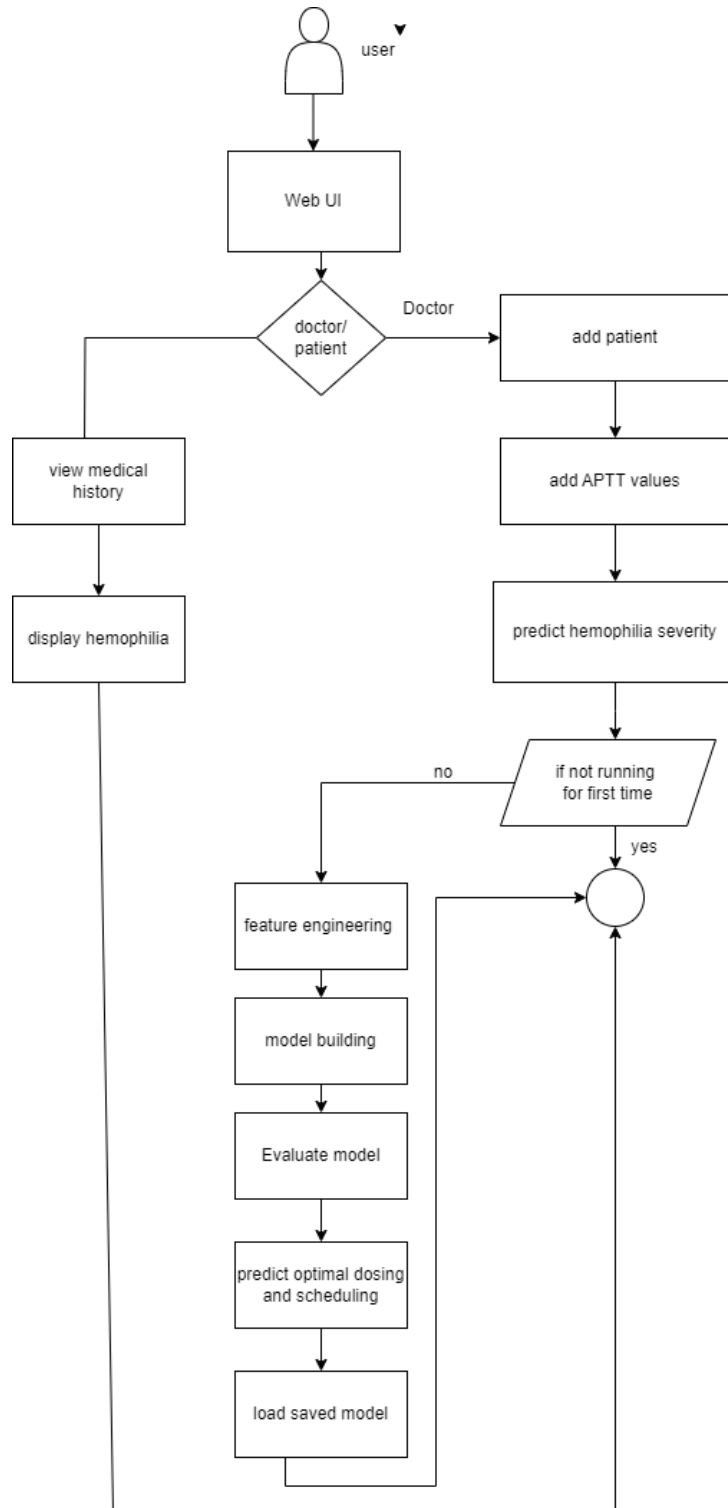 user
Web UI
doctor/
patient
Doctor
add patient
view medical
history
add APTT values
display hemophilia
predict hemophilia severity
if not running
for first time
no
yes
feature engineering
model building
Evaluate model
predict optimal dosing
and scheduling
load saved model